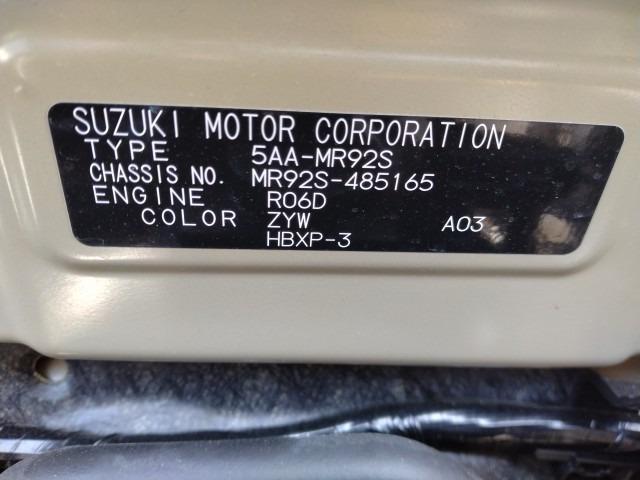 SUZUKI MOTOR CORPORATION
TYPE 5AA-MR92S
CHASSIS NO. MR92S-485165
ENGINE R06D
COLOR ZYW A03
HBXP-3